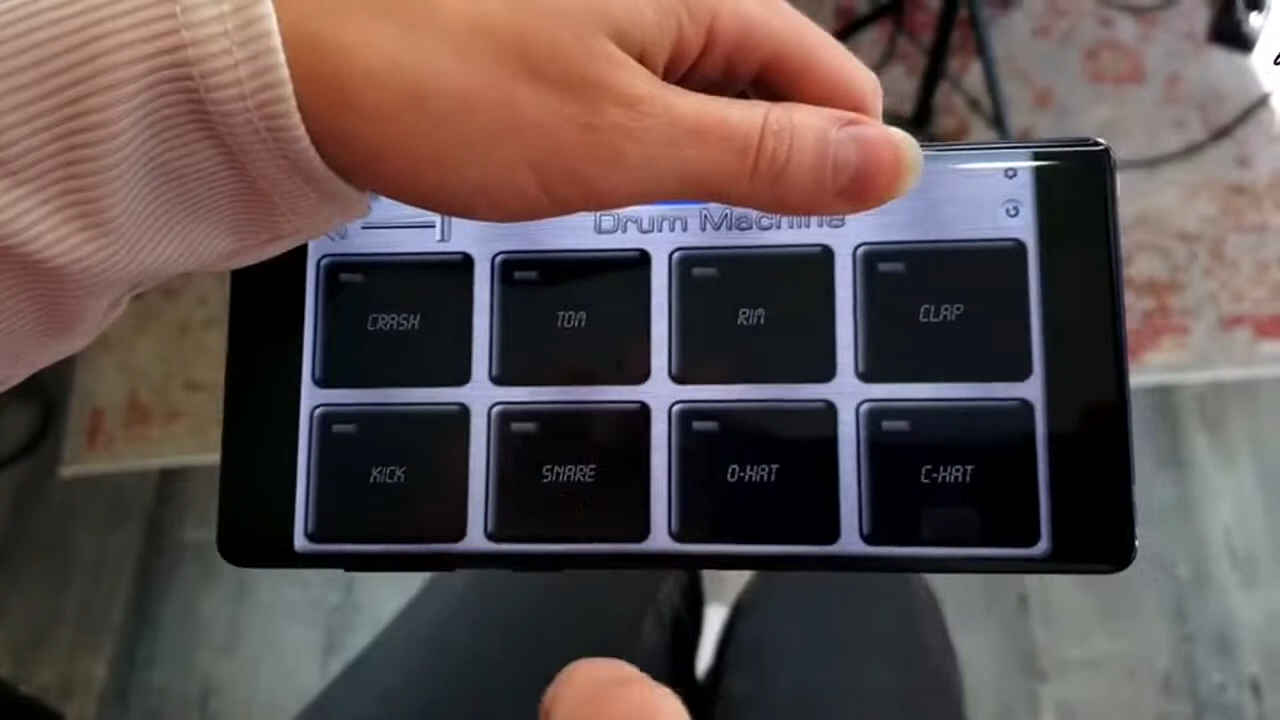 Drum Machine
CRASH
TOM
RIM
CLAP
KICK
SNARE
O-HAT
C-HAT